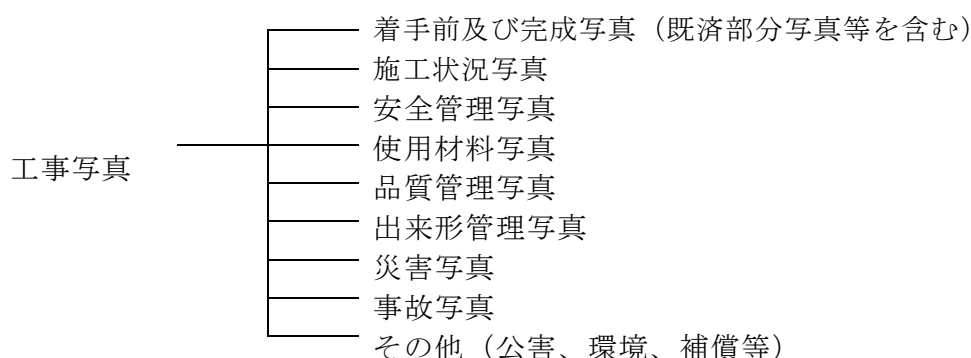 工事写真
着手前及び完成写真（既済部分写真等を含む）
施工状況写真
安全管理写真
使用材料写真
品質管理写真
出来形管理写真
災害写真
事故写真
その他（公害、環境、補償等）